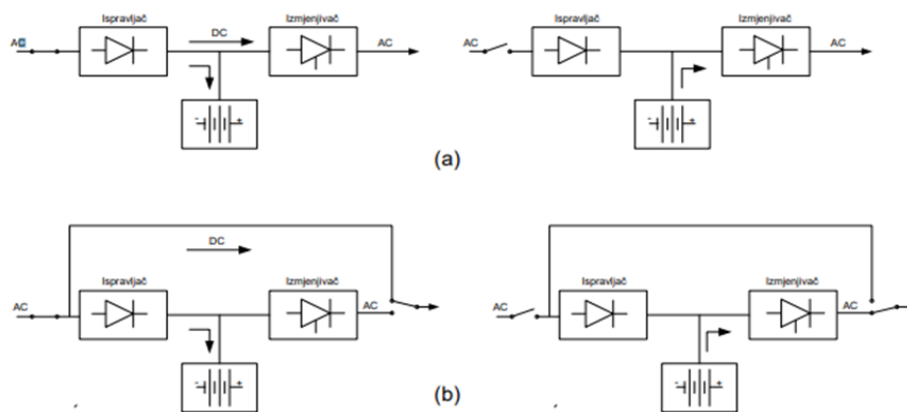 Ispravljač
DC
Izmjenjivač
AC
AC
- +
Ispravljač
Izmjenjivač
AC
AC
- +
(a)
DC
Ispravljač
Izmjenjivač
AC
AC
- +
Ispravljač
Izmjenjivač
AC
AC
- +
(b)